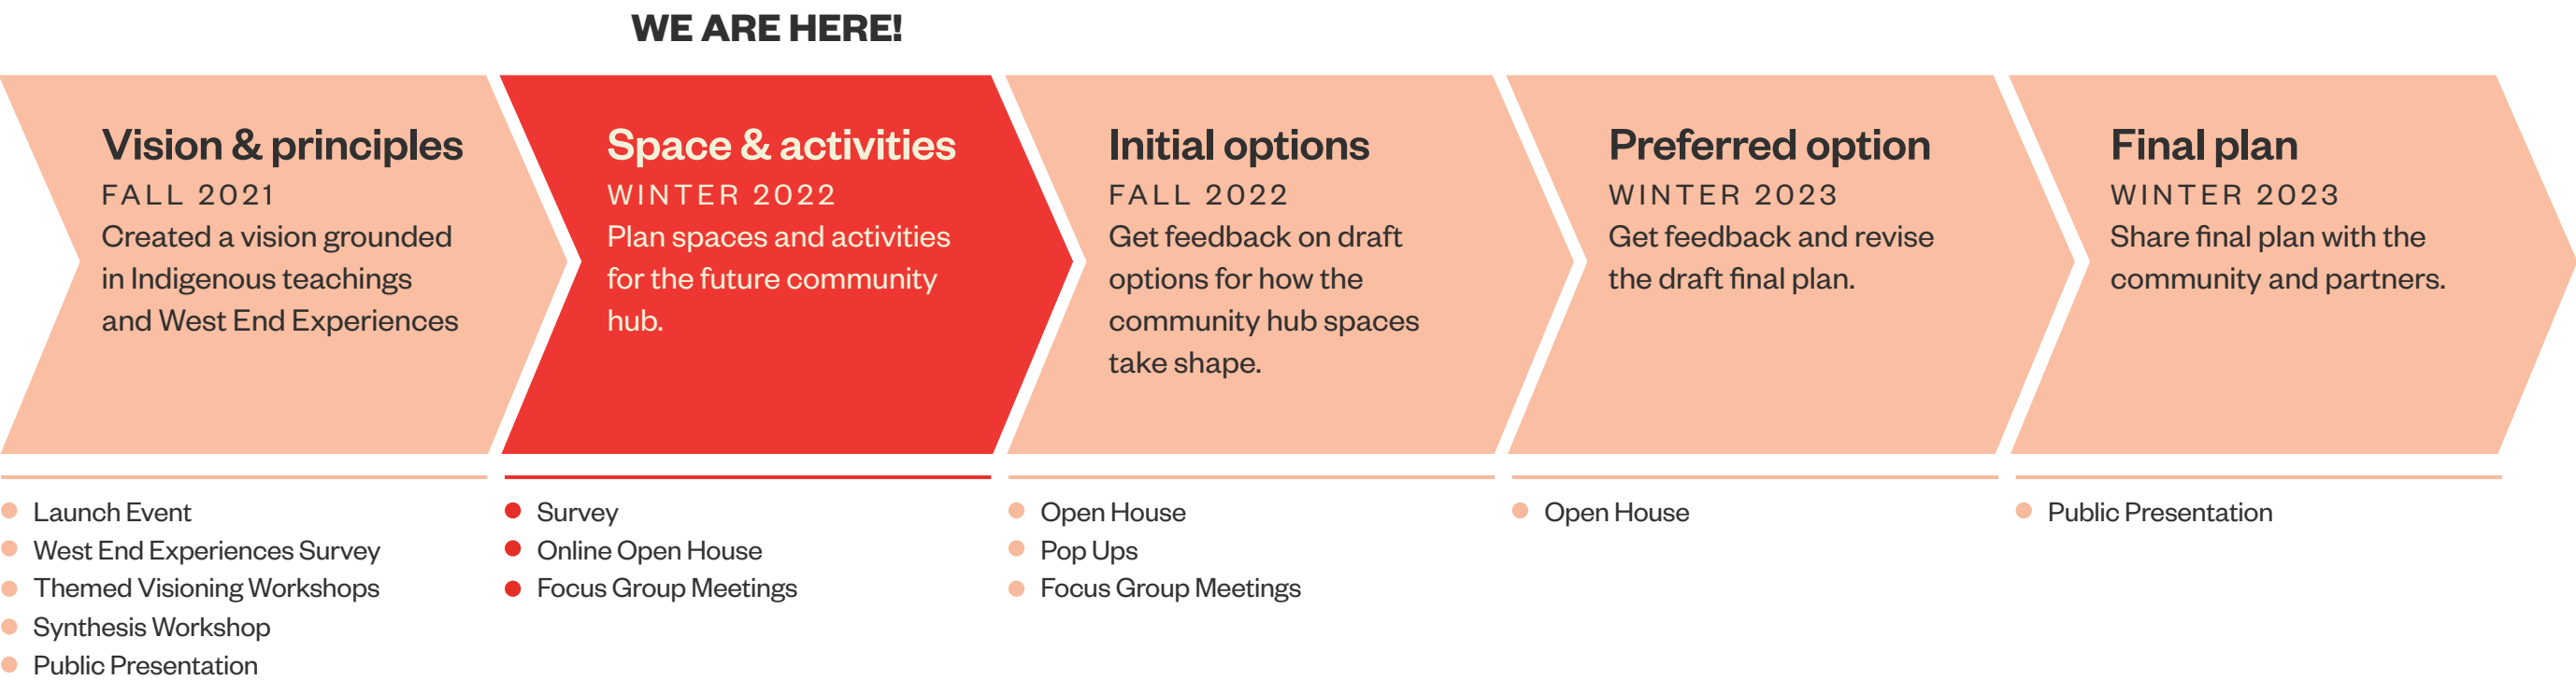 WE ARE HERE!
Vision & principles
FALL 2021
Created a vision grounded
in Indigenous teachings
and West End Experiences
Space & activities
WINTER 2022
Plan spaces and activities
for the future community
hub.
Initial options
FALL 2022
Get feedback on draft
options for how the
community hub spaces
take shape.
Preferred option
WINTER 2023
Get feedback and revise
the draft final plan.
Final plan
WINTER 2023
Share final plan with the
community and partners.
Launch Event
West End Experiences Survey
Themed Visioning Workshops
Synthesis Workshop
Public Presentation
Survey
Online Open House
Focus Group Meetings
Open House
Pop Ups
Focus Group Meetings
Open House
Public Presentation